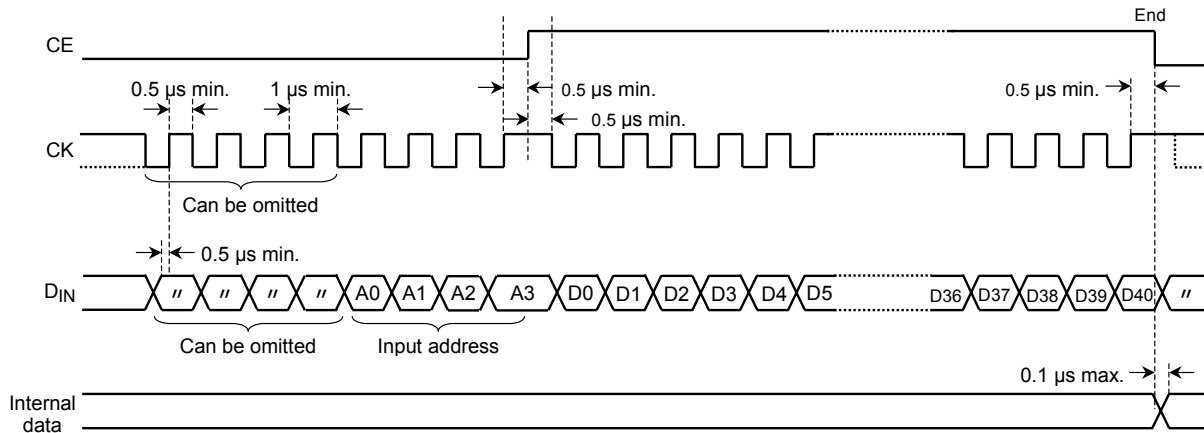 End
CE
0.5 µs min.
1 µs min.
0.5 µs min.
0.5 µs min.
0.5 µs min.
CK
Can be omitted
0.5 µs min.
DIN
〃 〃 〃 〃 A0 A1 A2 A3 D0 D1 D2 D3 D4 D5 D36 D37 D38 D39 D40 〃
Can be omitted
Input address
0.1 µs max.
Internal
data